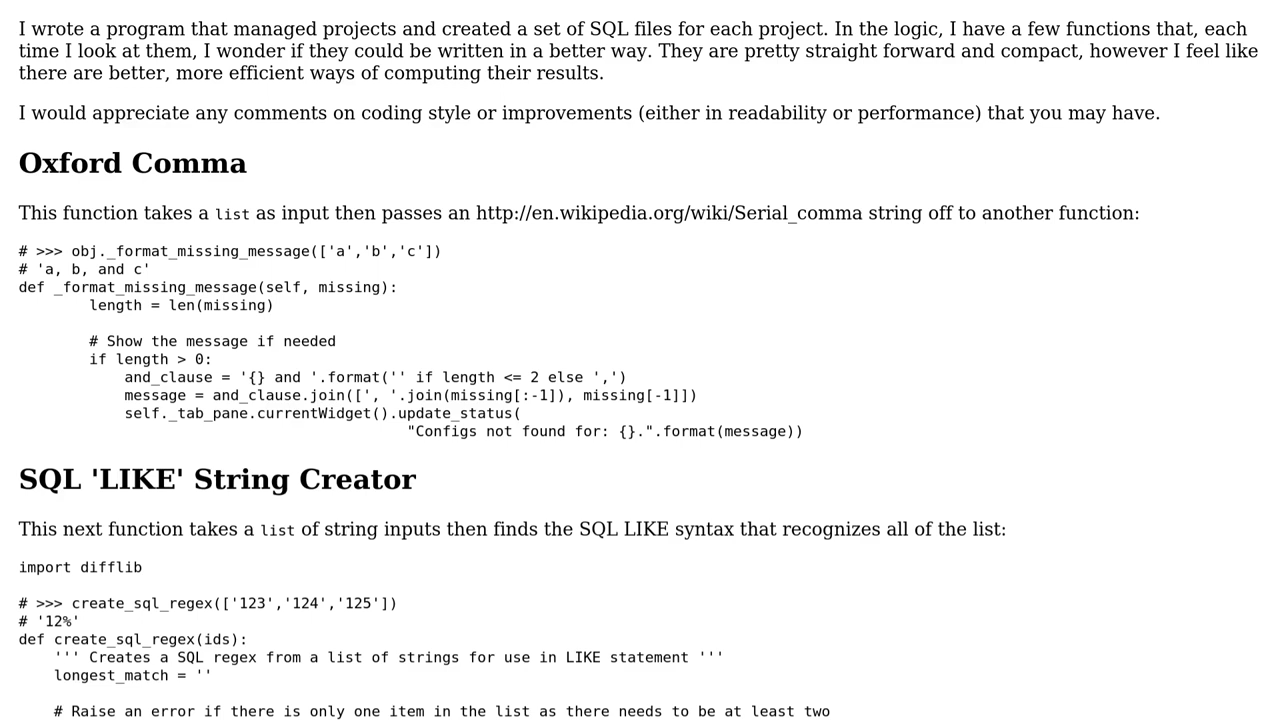 I wrote a program that managed projects and created a set of SQL files for each project. In the logic, I have a few functions that, each
time I look at them, I wonder if they could be written in a better way. They are pretty straight forward and compact, however I feel like
there are better, more efficient ways of computing their results.
I would appreciate any comments on coding style or improvements (either in readability or performance) that you may have.
Oxford Comma
This function takes a list as input then passes an http://en.wikipedia.org/wiki/Serial_comma string off to another function:
# >>> obj._format_missing_message(['a','b','c'])
# 'a, b, and c'
def _format_missing_message(self, missing):
        length = len(missing)
        # Show the message if needed
        if length > 0:
            and_clause = '{} and '.format('' if length <= 2 else ',')
            message = and_clause.join([', '.join(missing[:-1]), missing[-1]])
            self._tab_pane.currentWidget().update_status(
                                            "Configs not found for: {}.".format(message))
SQL 'LIKE' String Creator
This next function takes a list of string inputs then finds the SQL LIKE syntax that recognizes all of the list:
import difflib
# >>> create_sql_regex(['123','124','125'])
# '12%'
def create_sql_regex(ids):
    ''' Creates a SQL regex from a list of strings for use in LIKE statement '''
    longest_match = ''
    # Raise an error if there is only one item in the list as there needs to be at least two